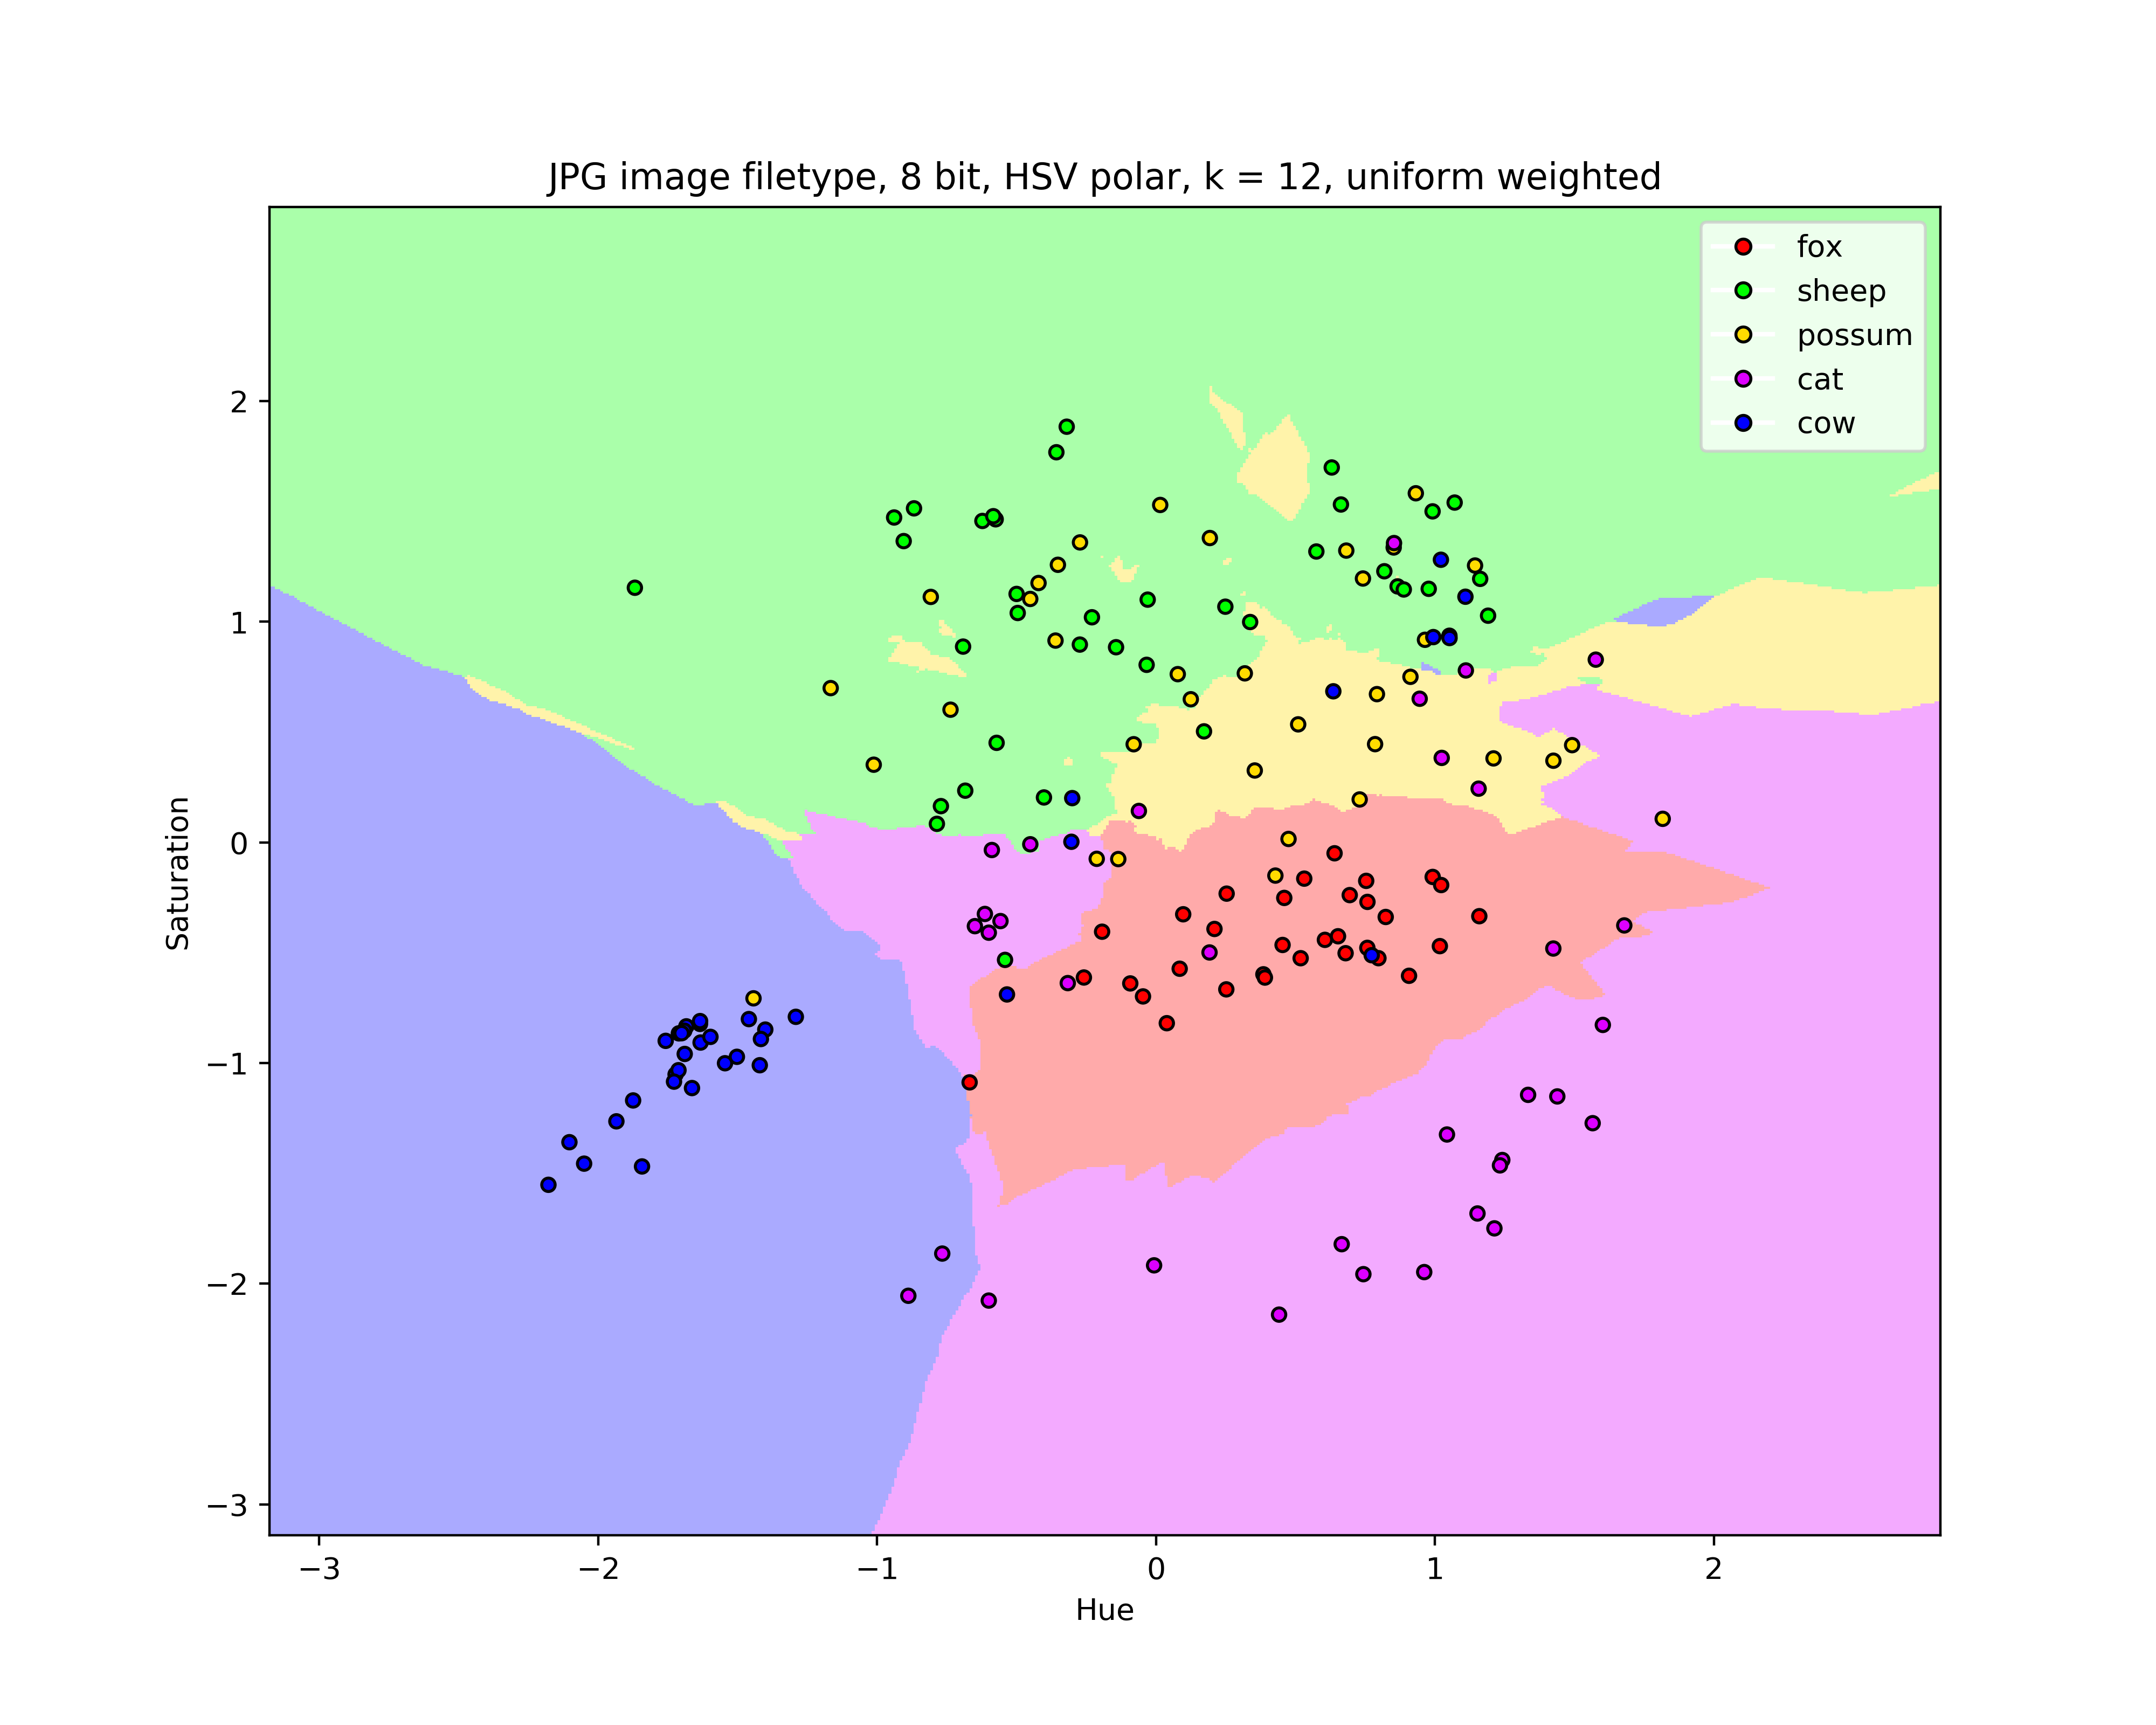 JPG image filetype, 8 bit, HSV polar, k = 12, uniform weighted
fox
sheep
possum
cat
cow
2
1
0
−1
−2
−3
Saturation
−3
−2
−1
0
1
2
Hue